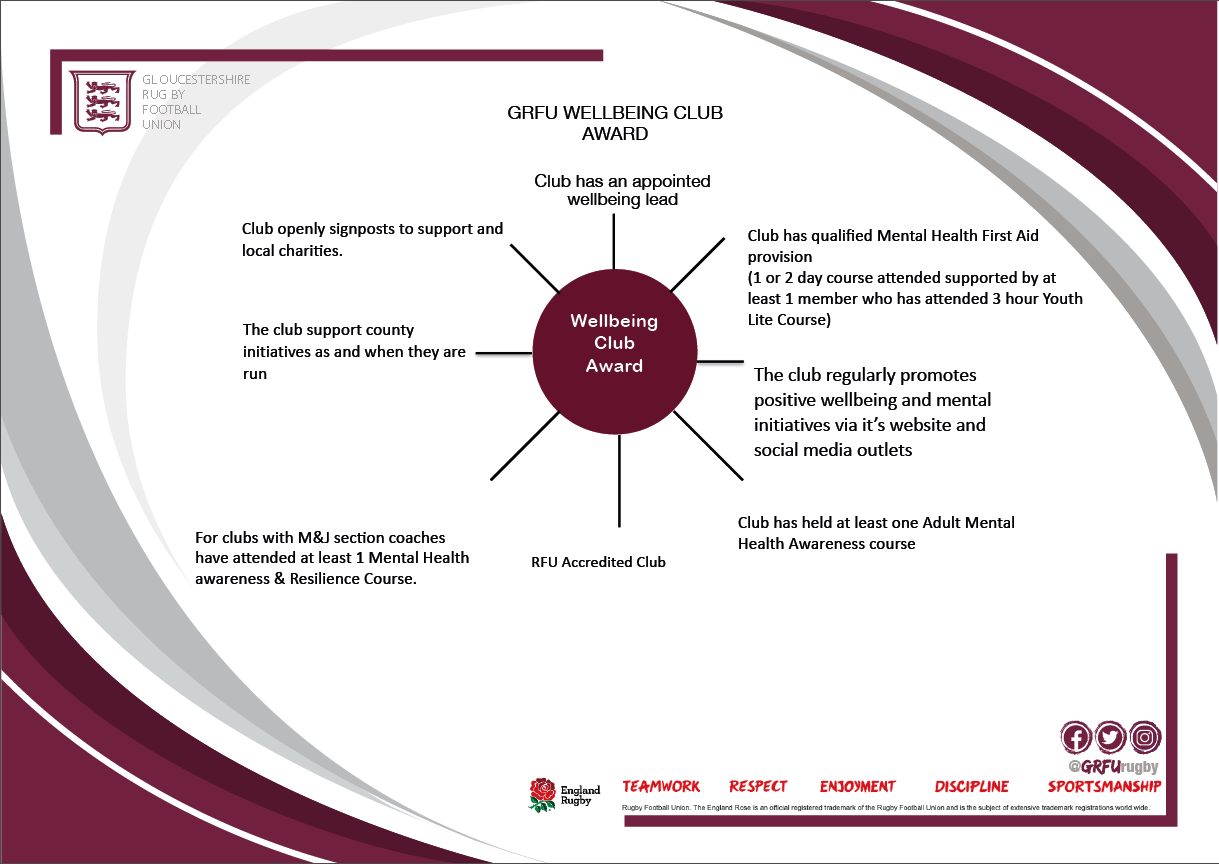 GLOUCESTERSHIRE
RUGBY
FOOTBALL
UNION
GRFU WELLBEING CLUB
AWARD
Club has an appointed
wellbeing lead
Club openly signposts to support and
local charities.
Club has qualified Mental Health First Aid
provision
(1 or 2 day course attended supported by at
least 1 member who has attended 3 hour Youth
Lite Course)
Wellbeing
Club
Award
The club support county
initiatives as and when they are
run
The club regularly promotes
positive wellbeing and mental
initiatives via it’s website and
social media outlets
Club has held at least one Adult Mental
Health Awareness course
For clubs with M&J section coaches
have attended at least 1 Mental Health
awareness & Resilience Course.
RFU Accredited Club
@GRFUrugby
England
Rugby
TEAMWORK RESPECT ENJOYMENT DISCIPLINE SPORTSMANSHIP
Rugby Football Union. The England Rose is an official registered trademark of the Rugby Football Union and is the subject of extensive trademark registrations world wide.